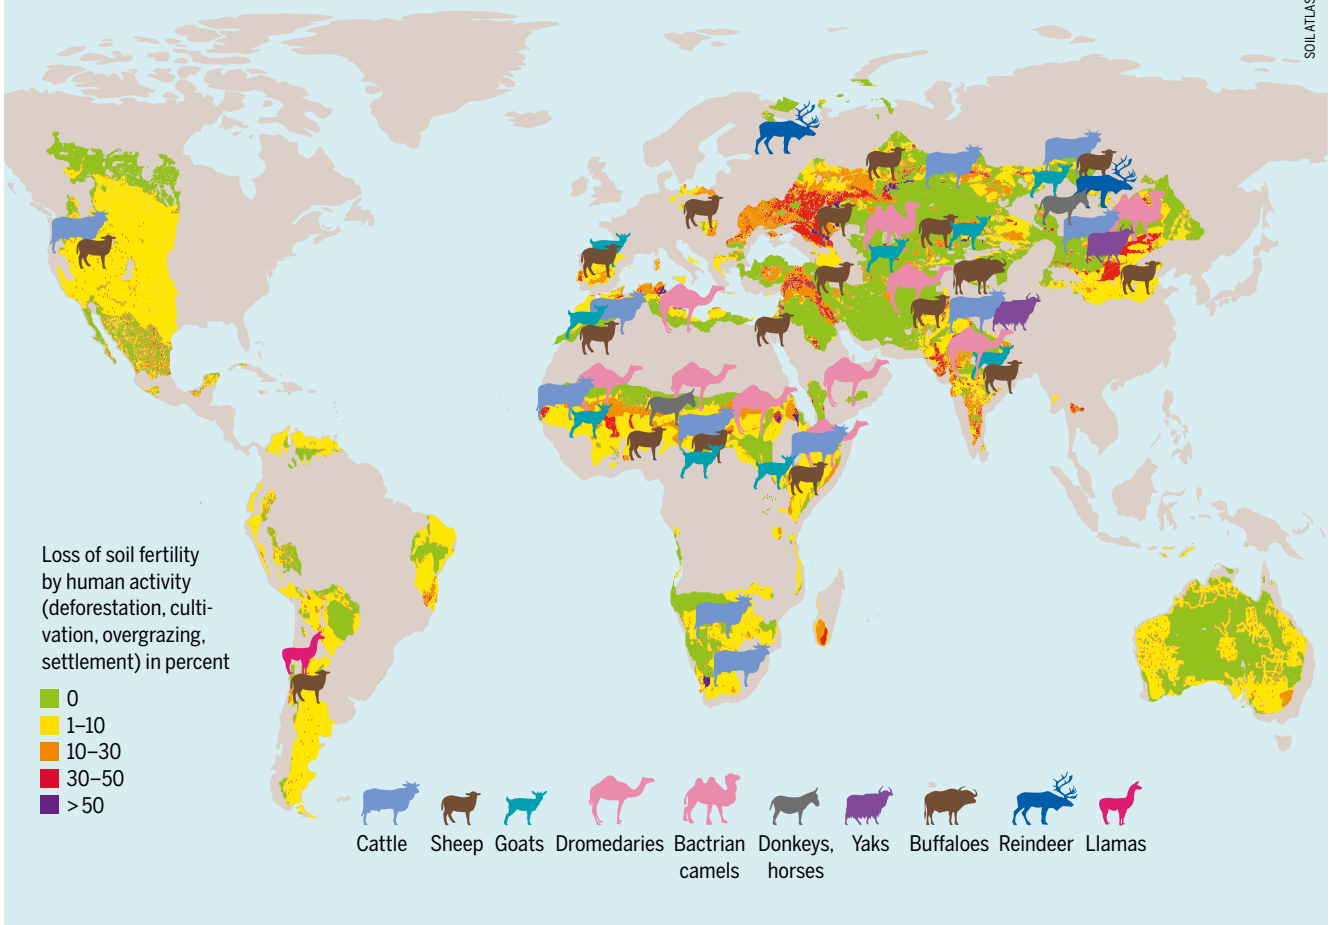 SOIL ATLAS
Loss of soil fertility
by human activity
(deforestation, culti-
vation, overgrazing,
settlement) in percent
0
1–10
10–30
30–50
>50
Cattle
Sheep
Goats
Dromedaries
Bactrian
camels
Donkeys,
horses
Yaks
Buffaloes
Reindeer
Llamas